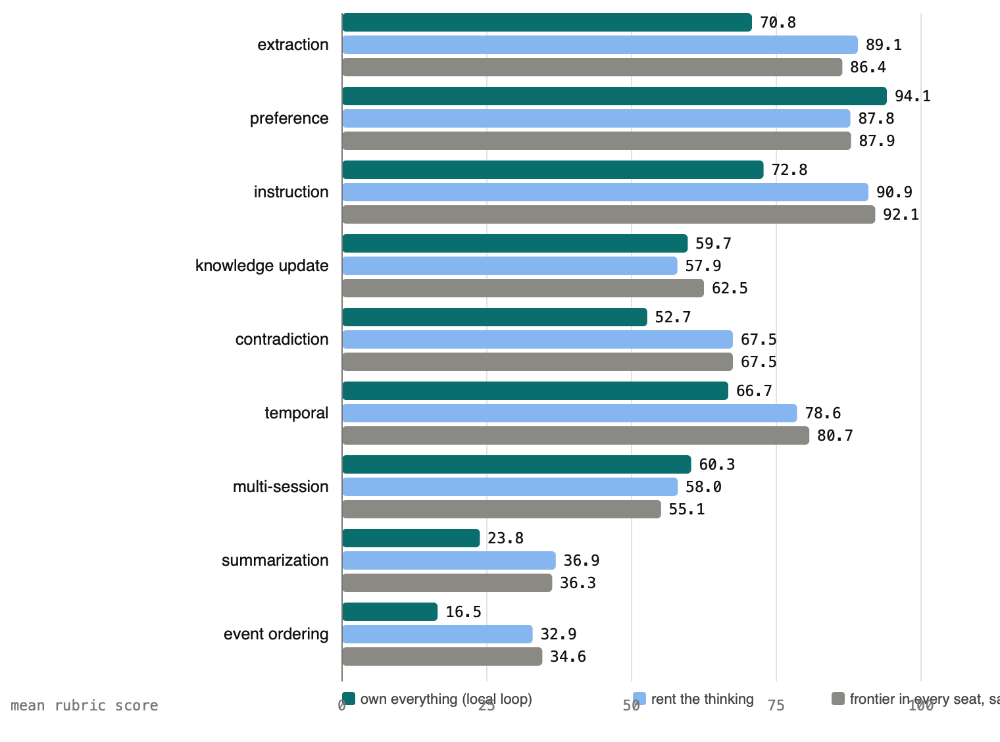 70.8
extraction
89.1
86.4
94.1
preference
87.8
87.9
72.8
instruction
90.9
92.1
59.7
knowledge update
57.9
62.5
52.7
contradiction
67.5
67.5
66.7
temporal
78.6
80.7
60.3
multi-session
58.0
55.1
23.8
summarization
36.9
36.3
16.5
event ordering
32.9
34.6
own everything (local loop) rent the thinking frontier in every seat,
mean rubric score 0 25 50 75 100